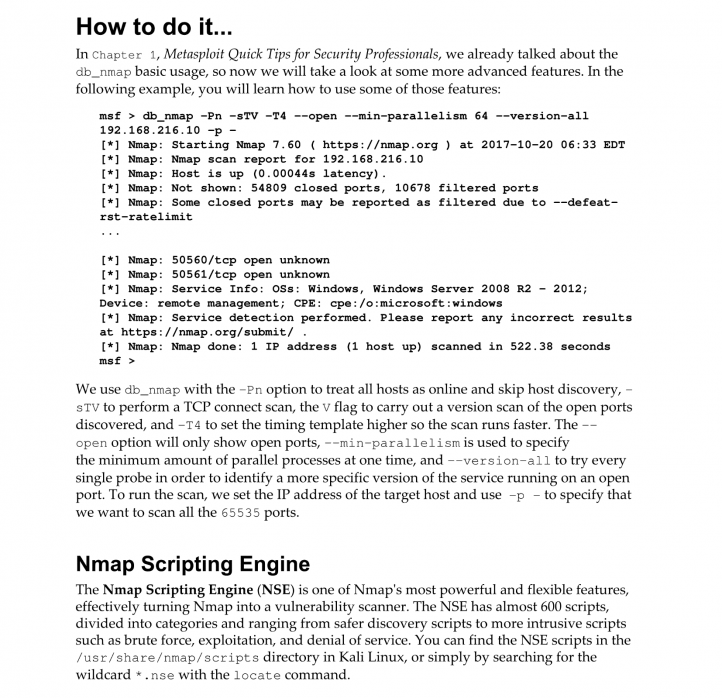 How to do it...
In Chapter 1, Metasploit Quick Tips for Security Professionals, we already talked about the
db_nmap basic usage, so now we will take a look at some more advanced features. In the
following example, you will learn how to use some of those features:
msf > db_nmap -Pn -sTV -T4 --open --min-parallelism 64 --version-all
192.168.216.10 -p -
[*] Nmap: Starting Nmap 7.60 ( https://nmap.org ) at 2017-10-20 06:33 EDT
[*] Nmap: Nmap scan report for 192.168.216.10
[*] Nmap: Host is up (0.00044s latency).
[*] Nmap: Not shown: 54809 closed ports, 10678 filtered ports
[*] Nmap: Some closed ports may be reported as filtered due to --defeat-
rst-ratelimit
...
[*] Nmap: 50560/tcp open unknown
[*] Nmap: 50561/tcp open unknown
[*] Nmap: Service Info: OSs: Windows, Windows Server 2008 R2 - 2012;
Device: remote management; CPE: cpe:/o:microsoft:windows
[*] Nmap: Service detection performed. Please report any incorrect results
at https://nmap.org/submit/ .
[*] Nmap: Nmap done: 1 IP address (1 host up) scanned in 522.38 seconds
msf >
We use db_nmap with the -Pn option to treat all hosts as online and skip host discovery, -
sTV to perform a TCP connect scan, the V flag to carry out a version scan of the open ports
discovered, and -T4 to set the timing template higher so the scan runs faster. The --
open option will only show open ports, --min-parallelism is used to specify
the minimum amount of parallel processes at one time, and --version-all to try every
single probe in order to identify a more specific version of the service running on an open
port. To run the scan, we set the IP address of the target host and use -p - to specify that
we want to scan all the 65535 ports.
Nmap Scripting Engine
The Nmap Scripting Engine (NSE) is one of Nmap's most powerful and flexible features,
effectively turning Nmap into a vulnerability scanner. The NSE has almost 600 scripts,
divided into categories and ranging from safer discovery scripts to more intrusive scripts
such as brute force, exploitation, and denial of service. You can find the NSE scripts in the
/usr/share/nmap/scripts directory in Kali Linux, or simply by searching for the
wildcard *.nse with the locate command.